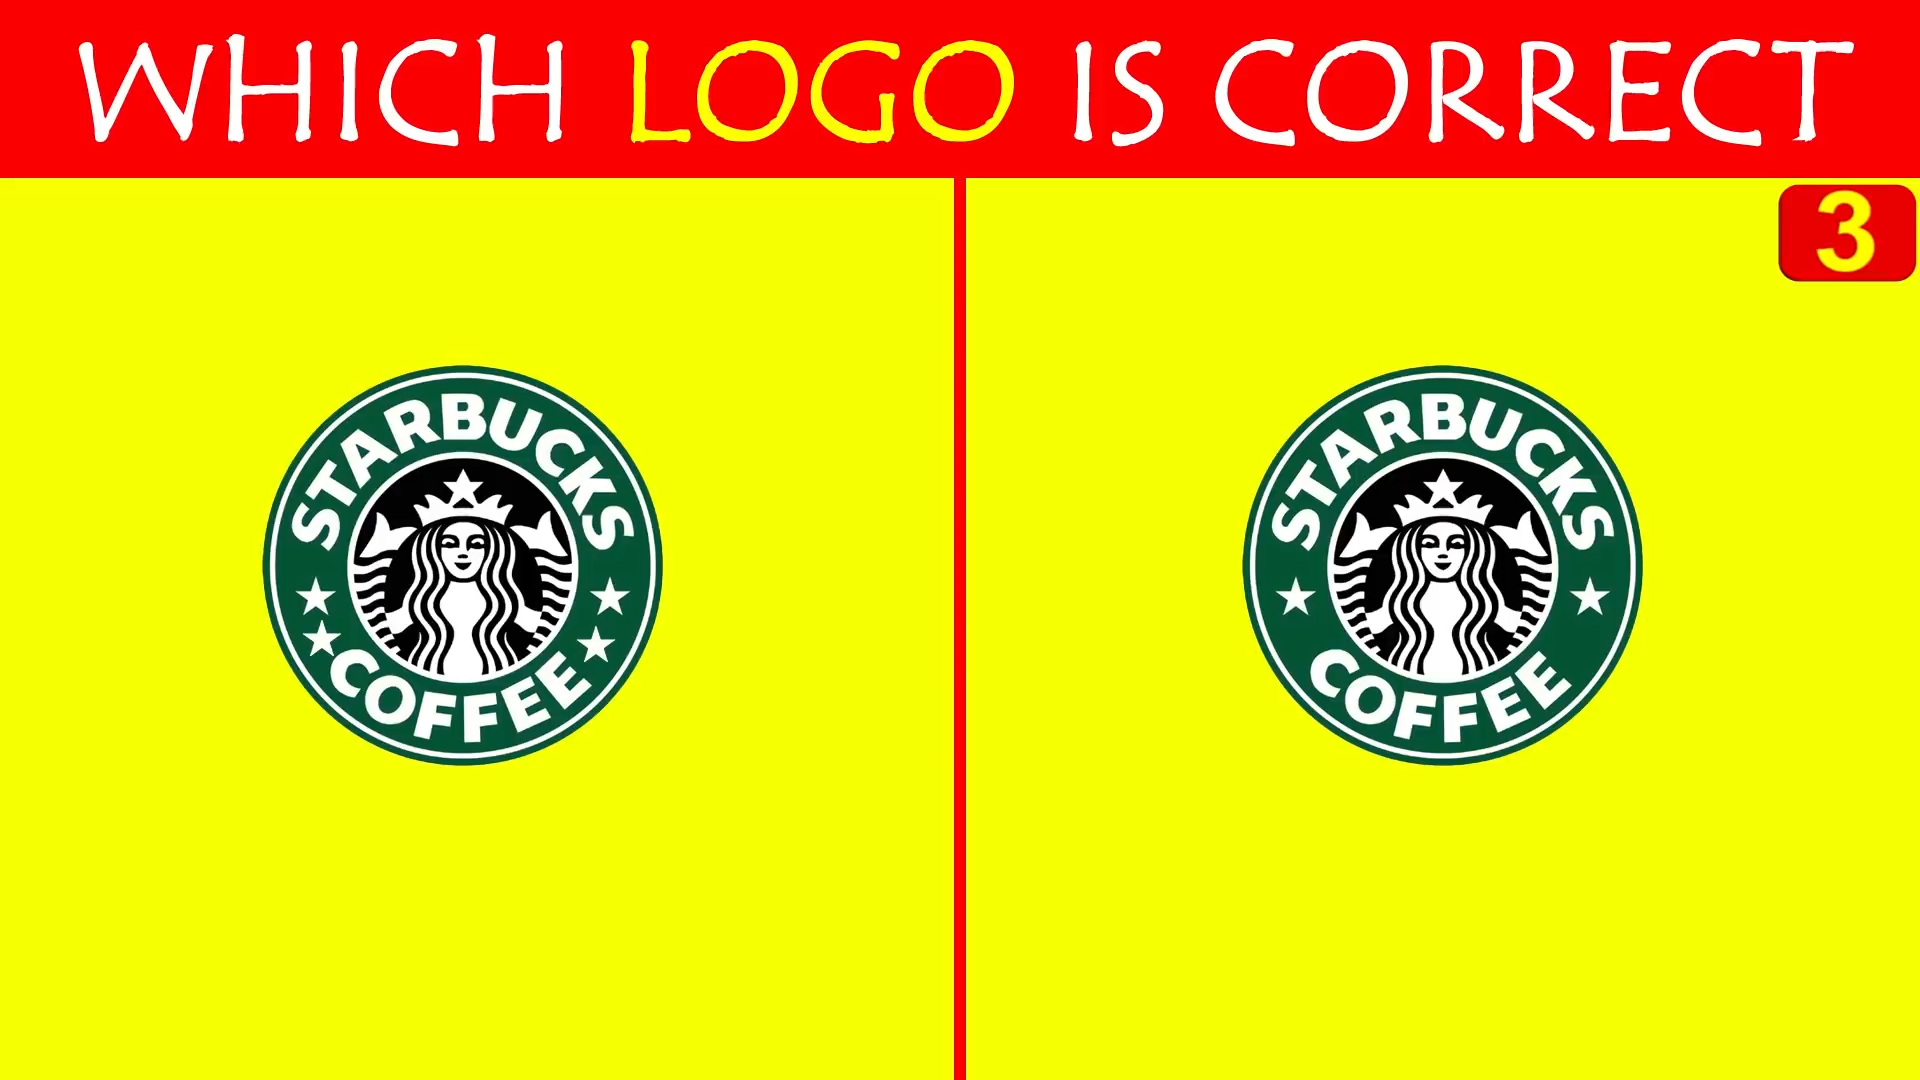 WHICH LOGO IS CORRECT
3
STARBUCKS
COFFEE
STARBUCKS
COFFEE